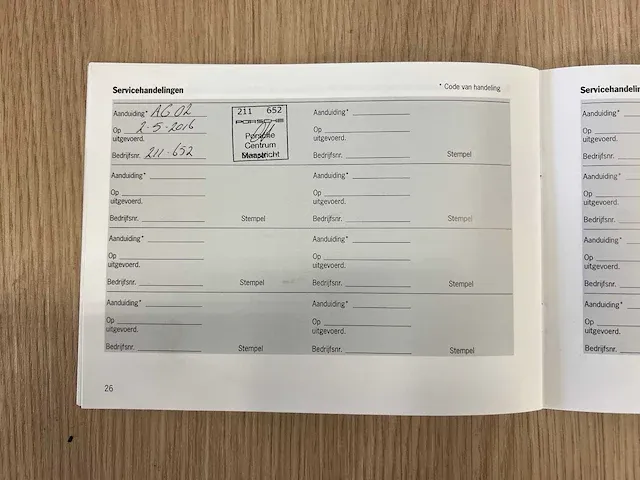 Servicehandelingen
* Code van handeling
Aanduiding* AG02
Op 2-5-2016
uitgevoerd.
Bedrijfsnr. 211-652
211 652
PORSCHE
Porsche
Centrum
Maastricht
Aanduiding*
Op
uitgevoerd.
Bedrijfsnr. Stempel
Aanduiding*
Op
uitgevoerd.
Bedrijfsnr. Stempel
Aanduiding*
Op
uitgevoerd.
Bedrijfsnr. Stempel
Aanduiding*
Op
uitgevoerd.
Bedrijfsnr. Stempel
Aanduiding*
Op
uitgevoerd.
Bedrijfsnr. Stempel
Aanduiding*
Op
uitgevoerd.
Bedrijfsnr. Stempel
Aanduiding*
Op
uitgevoerd.
Bedrijfsnr. Stempel
26
Servicehandelin
Aanduiding*
Op
uitgevoerd.
Bedrijfsnr.
Aanduiding*
Op
uitgevoerd.
Bedrijfsnr.
Aanduiding*
Op
uitgevoerd.
Bedrijfsnr.
Aanduiding*
Op
uitgevoerd.
Bedrijfsnr.